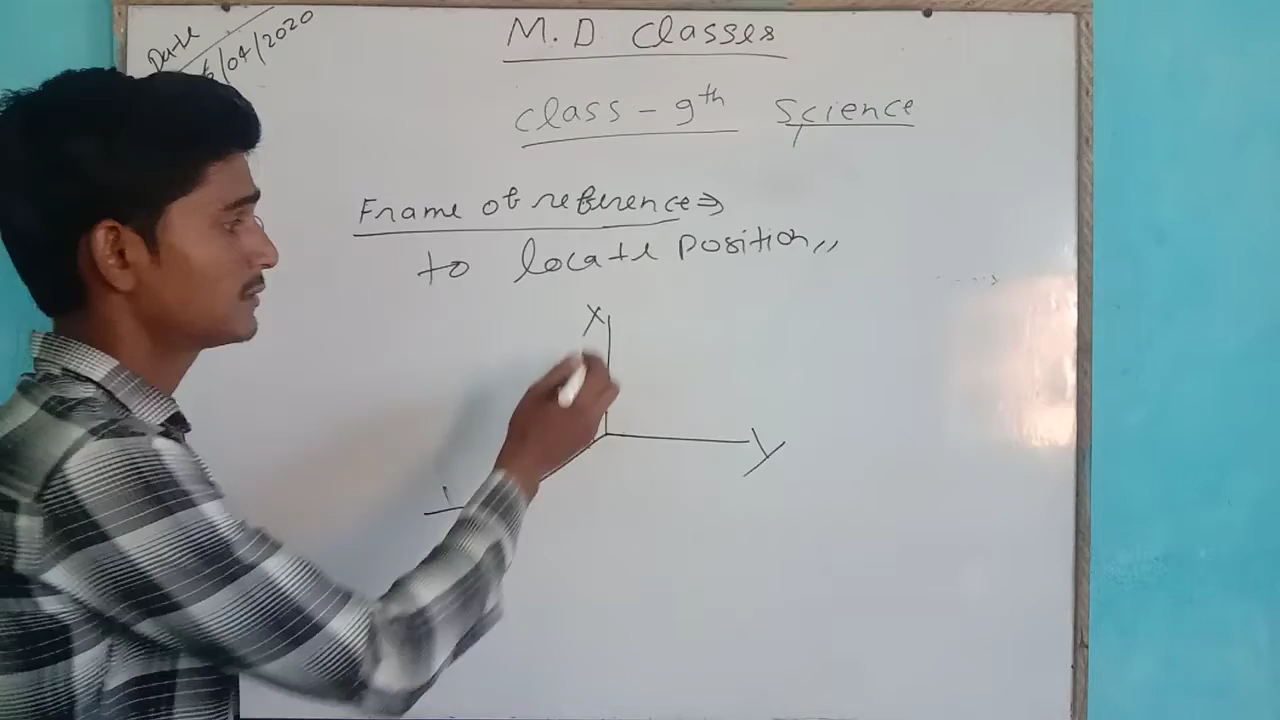 Date
/04/2020
M.D Classes
Class - 9th Science
Frame of reference ⇒
to locate position,,
X
y